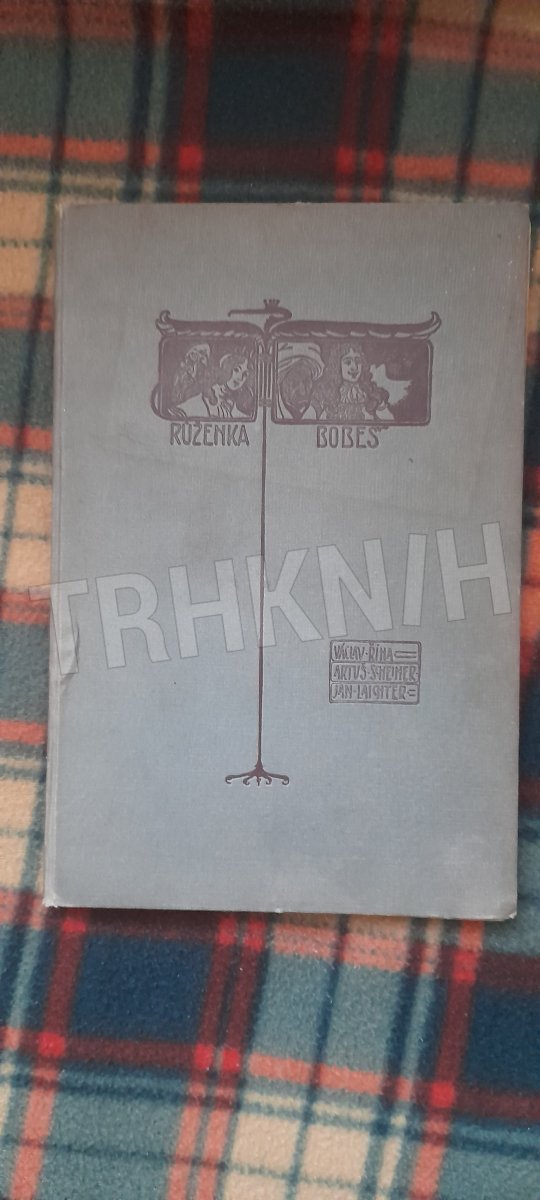 RŮŽENKA BOBEŠ
TRHKNIH
VÁCLAV·ŘÍHA
ARTUŠ·SCHEINER
JAN·LAICHTER